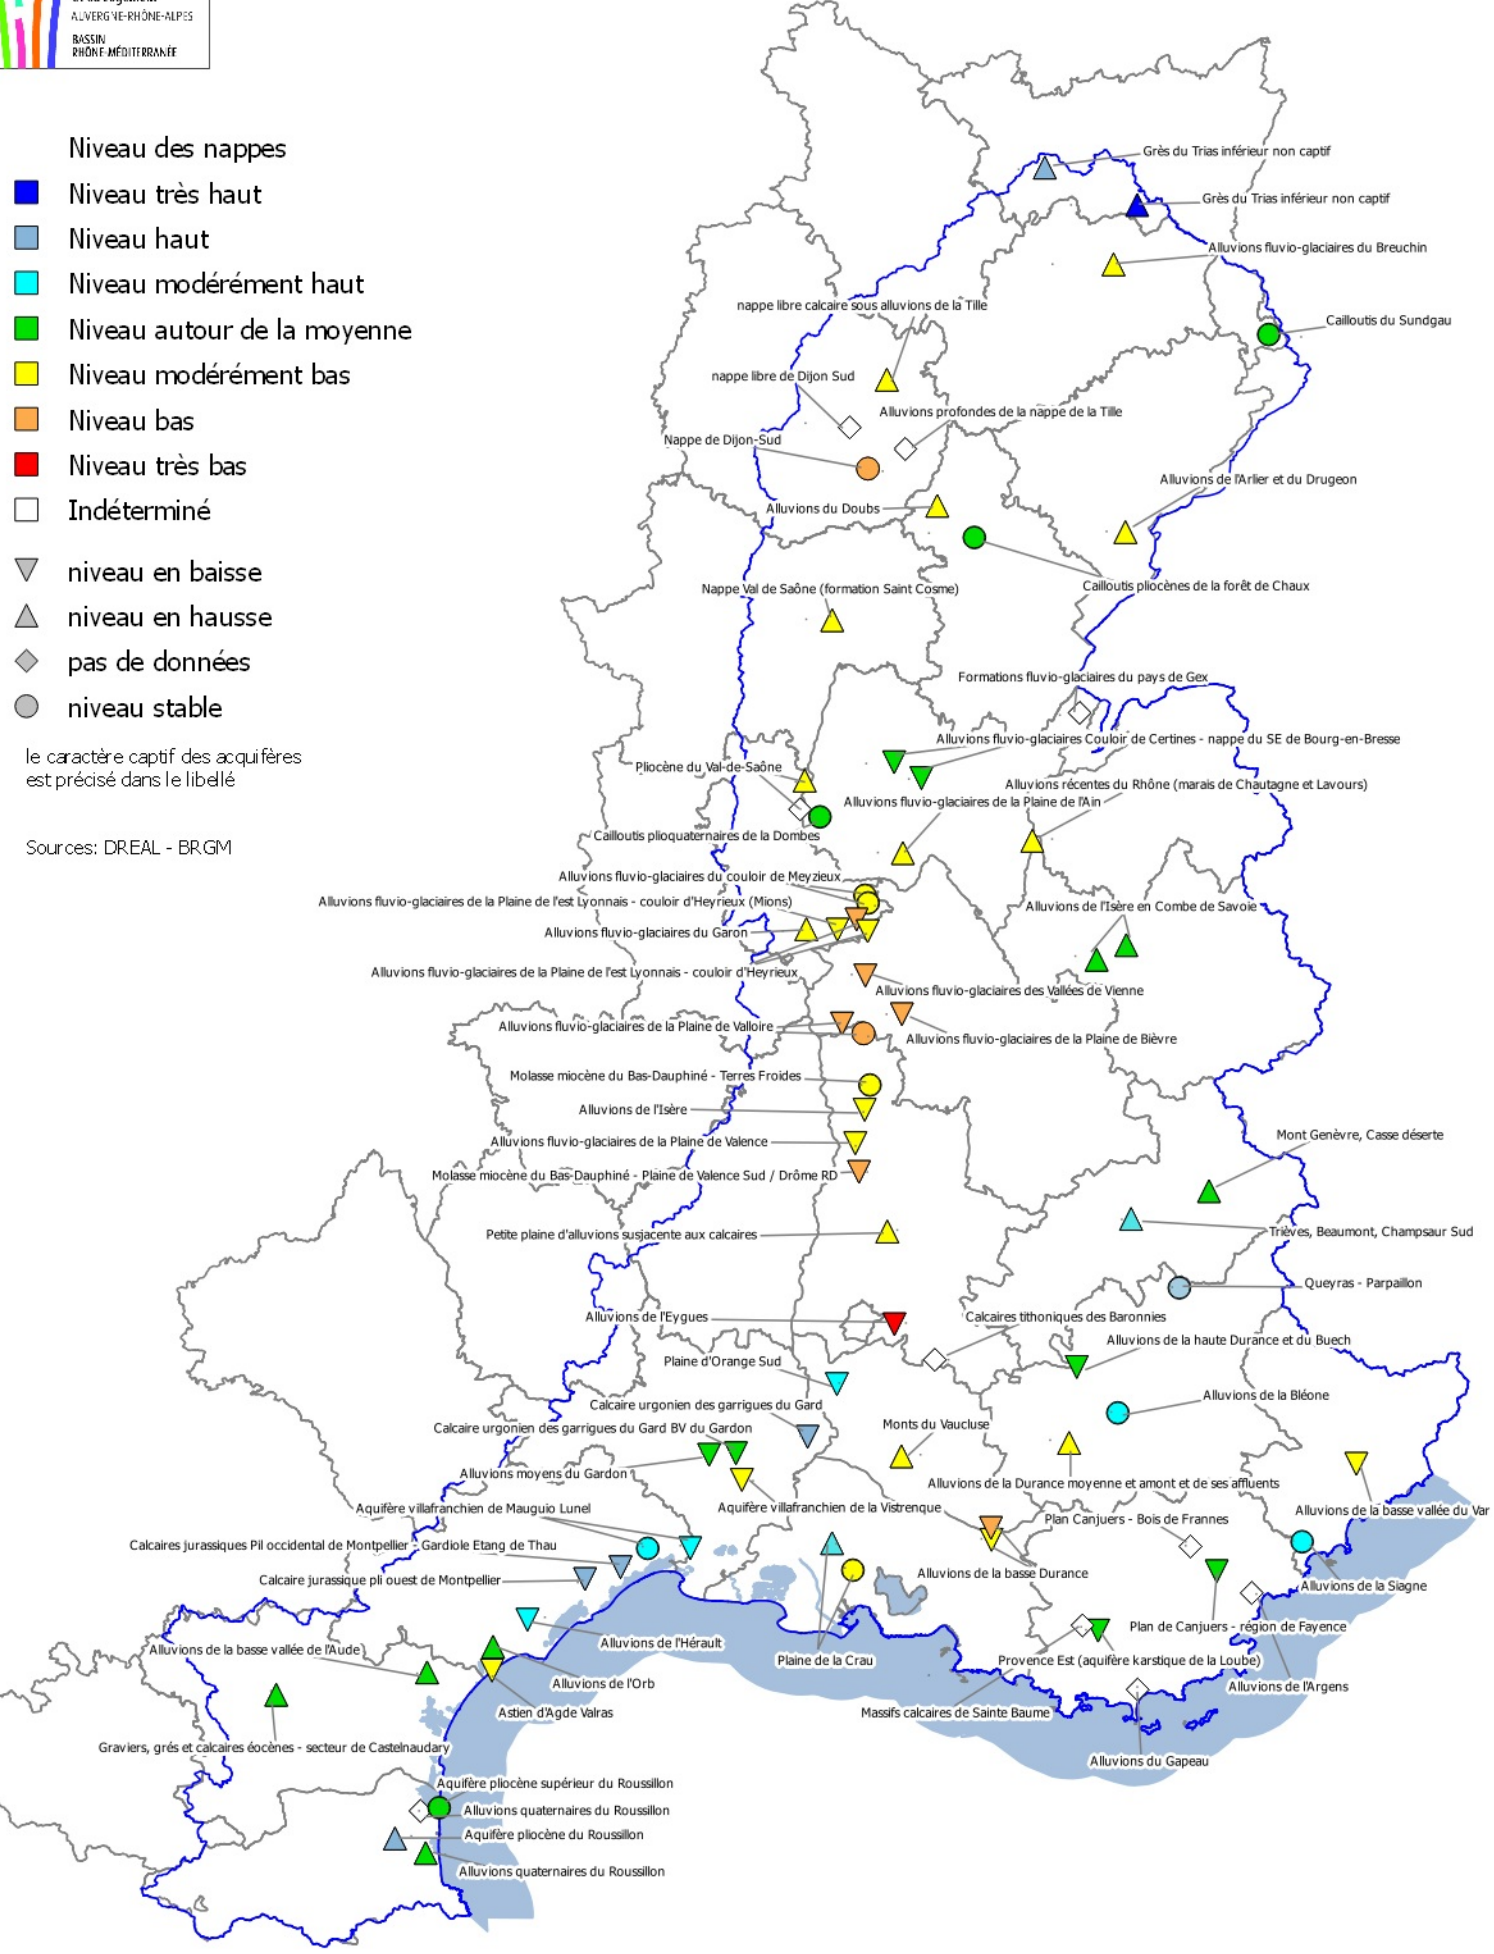 AUVERGNE-RHÔNE-ALPES
BASSIN
RHÔNE-MÉDITERRANÉE
Niveau des nappes
Niveau très haut
Niveau haut
Niveau modérément haut
Niveau autour de la moyenne
Niveau modérément bas
Niveau bas
Niveau très bas
Indéterminé
niveau en baisse
niveau en hausse
pas de données
niveau stable
le caractère captif des acquifères
est précisé dans le libellé
Sources: DREAL - BRGM
Grès du Trias inférieur non captif
Grès du Trias inférieur non captif
Alluvions fluvio-glaciaires du Breuchin
nappe libre calcaire sous alluvions de la Tille
Cailloutis du Sundgau
nappe libre de Dijon Sud
Alluvions profondes de la nappe de la Tille
Nappe de Dijon-Sud
Alluvions de l'Arlier et du Drugeon
Alluvions du Doubs
Cailloutis pliocènes de la forêt de Chaux
Nappe Val de Saône (formation Saint Cosme)
Formations fluvio-glaciaires du pays de Gex
Alluvions fluvio-glaciaires Couloir de Certines - nappe du SE de Bourg-en-Bresse
Pliocène du Val-de-Saône
Alluvions récentes du Rhône (marais de Chautagne et Lavours)
Alluvions fluvio-glaciaires de la Plaine de l'Ain
Cailloutis plioquaternaires de la Dombes
Alluvions fluvio-glaciaires du couloir de Meyzieux
Alluvions fluvio-glaciaires de la Plaine de l'est Lyonnais - couloir d'Heyrieux (Mions)
Alluvions de l'Isère en Combe de Savoie
Alluvions fluvio-glaciaires du Garon
Alluvions fluvio-glaciaires de la Plaine de l'est Lyonnais - couloir d'Heyrieux
Alluvions fluvio-glaciaires des Vallées de Vienne
Alluvions fluvio-glaciaires de la Plaine de Valloire
Alluvions fluvio-glaciaires de la Plaine de Bièvre
Molasse miocène du Bas-Dauphiné - Terres Froides
Alluvions de l'Isère
Mont Genèvre, Casse déserte
Alluvions fluvio-glaciaires de la Plaine de Valence
Molasse miocène du Bas-Dauphiné - Plaine de Valence Sud / Drôme RD
Trièves, Beaumont, Champsaur Sud
Petite plaine d'alluvions susjacente aux calcaires
Queyras - Parpaillon
Alluvions de l'Eygues
Calcaires tithoniques des Baronnies
Alluvions de la haute Durance et du Buech
Plaine d'Orange Sud
Alluvions de la Bléone
Calcaire urgonien des garrigues du Gard
Monts du Vaucluse
Calcaire urgonien des garrigues du Gard BV du Gardon
Alluvions moyens du Gardon
Alluvions de la Durance moyenne et amont et de ses affluents
Aquifère villafranchien de Mauguio Lunel
Aquifère villafranchien de la Vistrenque
Alluvions de la basse vallée du Var
Plan Canjuers - Bois de Frannes
Calcaires jurassiques Pil occidental de Montpellier - Gardiole Etang de Thau
Alluvions de la basse Durance
Calcaire jurassique pli ouest de Montpellier
Alluvions de la Siagne
Plan de Canjuers - région de Fayence
Alluvions de l'Hérault
Alluvions de la basse vallée de l'Aude
Plaine de la Crau
Provence Est (aquifère karstique de la Loube)
Alluvions de l'Orb
Alluvions de l'Argens
Astien d'Agde Valras
Massifs calcaires de Sainte Baume
Graviers, grés et calcaires éocènes - secteur de Castelnaudary
Alluvions du Gapeau
Aquifère pliocène supérieur du Roussillon
Alluvions quaternaires du Roussillon
Aquifère pliocène du Roussillon
Alluvions quaternaires du Roussillon